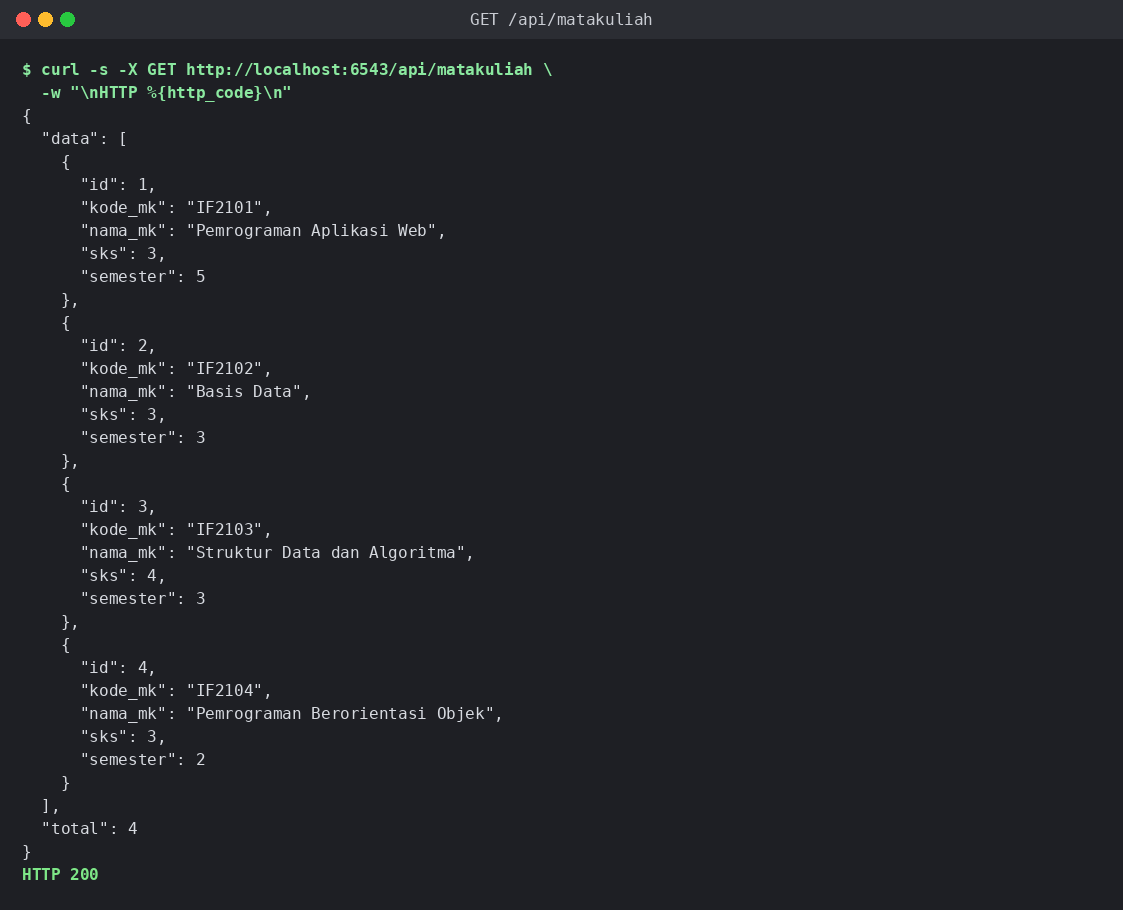 GET /api/matakuliah
$ curl -s -X GET http://localhost:6543/api/matakuliah \
  -w "\nHTTP %{http_code}\n"
{
  "data": [
    {
      "id": 1,
      "kode_mk": "IF2101",
      "nama_mk": "Pemrograman Aplikasi Web",
      "sks": 3,
      "semester": 5
    },
    {
      "id": 2,
      "kode_mk": "IF2102",
      "nama_mk": "Basis Data",
      "sks": 3,
      "semester": 3
    },
    {
      "id": 3,
      "kode_mk": "IF2103",
      "nama_mk": "Struktur Data dan Algoritma",
      "sks": 4,
      "semester": 3
    },
    {
      "id": 4,
      "kode_mk": "IF2104",
      "nama_mk": "Pemrograman Berorientasi Objek",
      "sks": 3,
      "semester": 2
    }
  ],
  "total": 4
}
HTTP 200